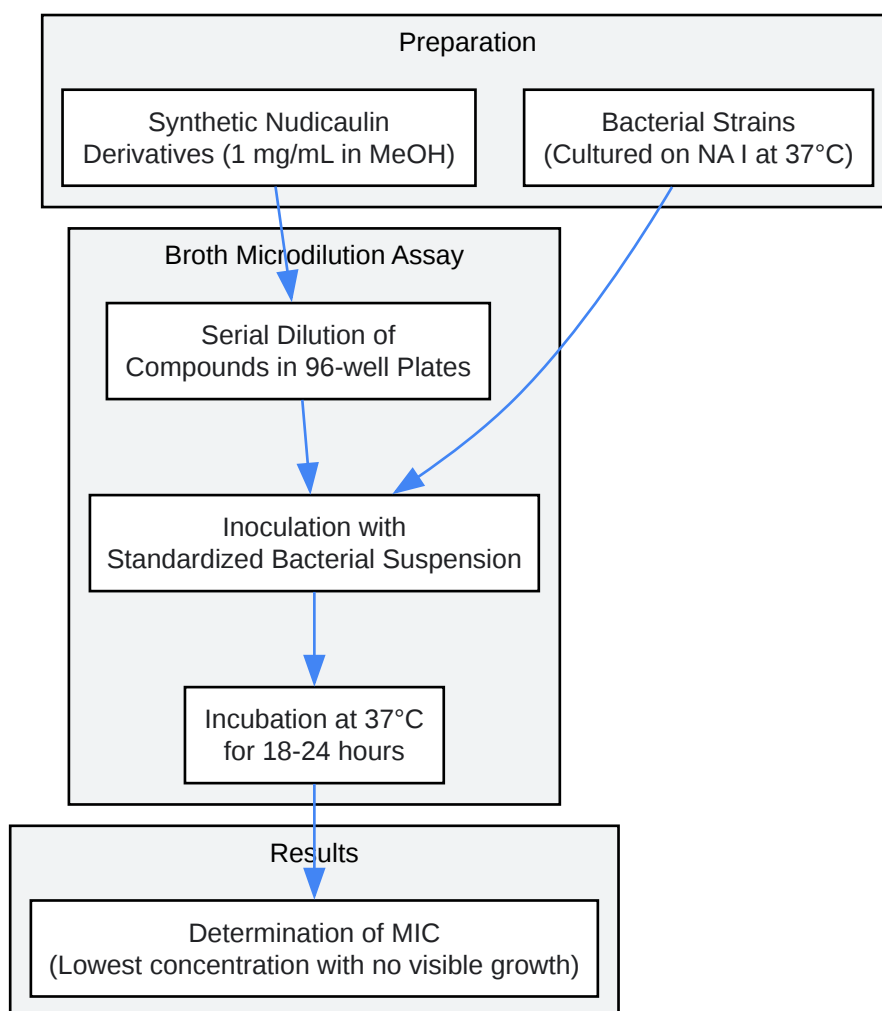 Preparation
Synthetic Nudicaulin
Derivatives (1 mg/mL in MeOH)
Bacterial Strains
(Cultured on NA I at 37°C)
Broth Microdilution Assay
Serial Dilution of
Compounds in 96-well Plates
Inoculation with
Standardized Bacterial Suspension
Incubation at 37°C
for 18-24 hours
Results
Determination of MIC
(Lowest concentration with no visible growth)